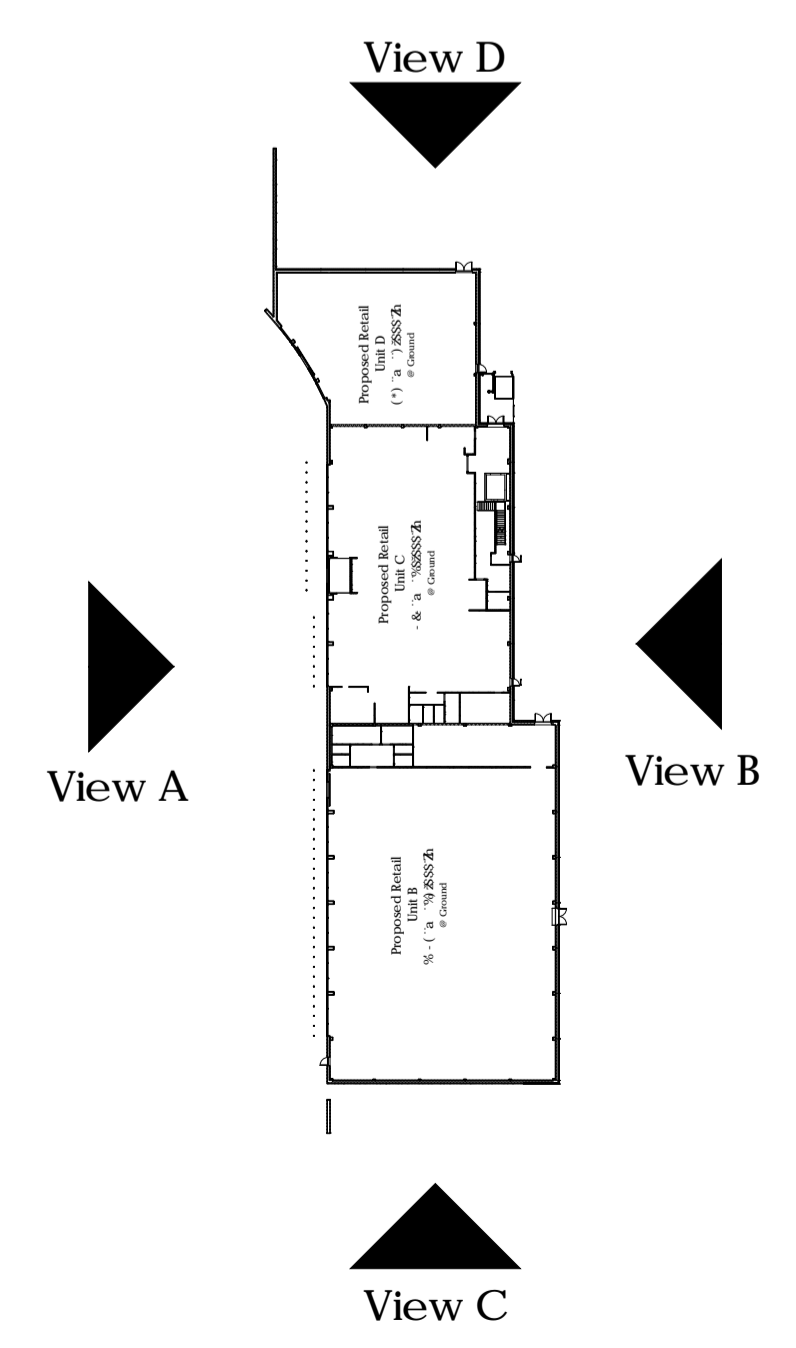 View D
Proposed Retail
Unit D
@ Ground
Proposed Retail
Unit C
@ Ground
View A
View B
Proposed Retail
Unit B
@ Ground
View C